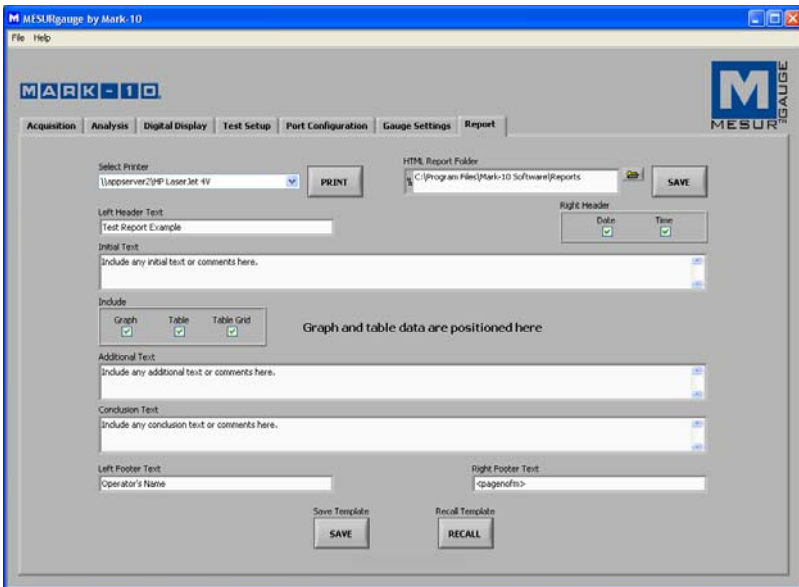 MESURgauge by Mark-10
File Help
MARK-10
MESUR GAUGE
Acquisition Analysis Digital Display Test Setup Port Configuration Gauge Settings Report
Select Printer
\\appserver2\HP LaserJet 4V
PRINT
HTML Report Folder
C:\Program Files\Mark-10 Software\Reports
SAVE
Left Header Text
Test Report Example
Right Header
Date Time
Initial Text
Include any initial text or comments here.
Include
Graph Table Table Grid
Graph and table data are positioned here
Additional Text
Include any additional text or comments here.
Conclusion Text
Include any conclusion text or comments here.
Left Footer Text
Operator's Name
Right Footer Text
<pagenofm>
Save Template
SAVE
Recall Template
RECALL